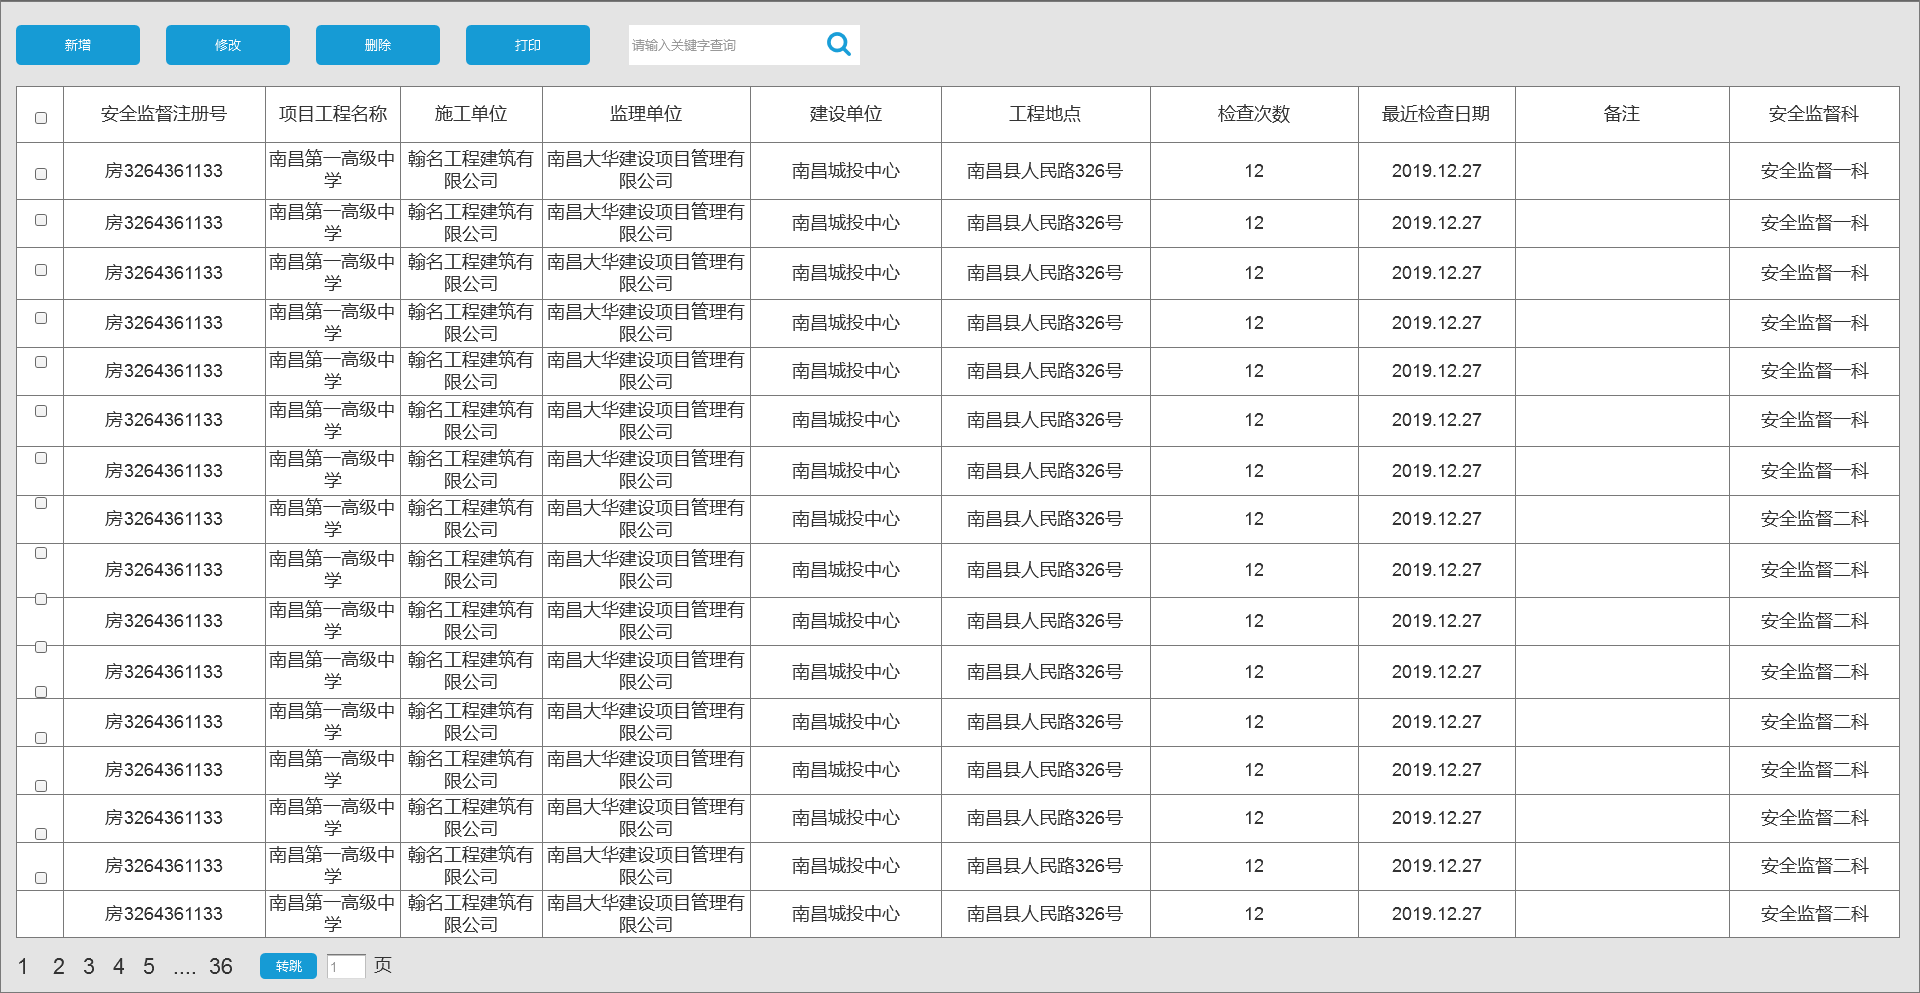 新增 修改 删除 打印 请输入关键字查询
安全监督注册号 项目工程名称 施工单位 监理单位 建设单位 工程地点 检查次数 最近检查日期 备注 安全监督科
房3264361133 南昌第一高级中学 翰名工程建筑有限公司 南昌大华建设项目管理有限公司 南昌城投中心 南昌县人民路326号 12 2019.12.27 安全监督一科
房3264361133 南昌第一高级中学 翰名工程建筑有限公司 南昌大华建设项目管理有限公司 南昌城投中心 南昌县人民路326号 12 2019.12.27 安全监督一科
房3264361133 南昌第一高级中学 翰名工程建筑有限公司 南昌大华建设项目管理有限公司 南昌城投中心 南昌县人民路326号 12 2019.12.27 安全监督一科
房3264361133 南昌第一高级中学 翰名工程建筑有限公司 南昌大华建设项目管理有限公司 南昌城投中心 南昌县人民路326号 12 2019.12.27 安全监督一科
房3264361133 南昌第一高级中学 翰名工程建筑有限公司 南昌大华建设项目管理有限公司 南昌城投中心 南昌县人民路326号 12 2019.12.27 安全监督一科
房3264361133 南昌第一高级中学 翰名工程建筑有限公司 南昌大华建设项目管理有限公司 南昌城投中心 南昌县人民路326号 12 2019.12.27 安全监督一科
房3264361133 南昌第一高级中学 翰名工程建筑有限公司 南昌大华建设项目管理有限公司 南昌城投中心 南昌县人民路326号 12 2019.12.27 安全监督一科
房3264361133 南昌第一高级中学 翰名工程建筑有限公司 南昌大华建设项目管理有限公司 南昌城投中心 南昌县人民路326号 12 2019.12.27 安全监督二科
房3264361133 南昌第一高级中学 翰名工程建筑有限公司 南昌大华建设项目管理有限公司 南昌城投中心 南昌县人民路326号 12 2019.12.27 安全监督二科
房3264361133 南昌第一高级中学 翰名工程建筑有限公司 南昌大华建设项目管理有限公司 南昌城投中心 南昌县人民路326号 12 2019.12.27 安全监督二科
房3264361133 南昌第一高级中学 翰名工程建筑有限公司 南昌大华建设项目管理有限公司 南昌城投中心 南昌县人民路326号 12 2019.12.27 安全监督二科
房3264361133 南昌第一高级中学 翰名工程建筑有限公司 南昌大华建设项目管理有限公司 南昌城投中心 南昌县人民路326号 12 2019.12.27 安全监督二科
房3264361133 南昌第一高级中学 翰名工程建筑有限公司 南昌大华建设项目管理有限公司 南昌城投中心 南昌县人民路326号 12 2019.12.27 安全监督二科
房3264361133 南昌第一高级中学 翰名工程建筑有限公司 南昌大华建设项目管理有限公司 南昌城投中心 南昌县人民路326号 12 2019.12.27 安全监督二科
房3264361133 南昌第一高级中学 翰名工程建筑有限公司 南昌大华建设项目管理有限公司 南昌城投中心 南昌县人民路326号 12 2019.12.27 安全监督二科
房3264361133 南昌第一高级中学 翰名工程建筑有限公司 南昌大华建设项目管理有限公司 南昌城投中心 南昌县人民路326号 12 2019.12.27 安全监督二科
1 2 3 4 5 .... 36 转跳 1 页